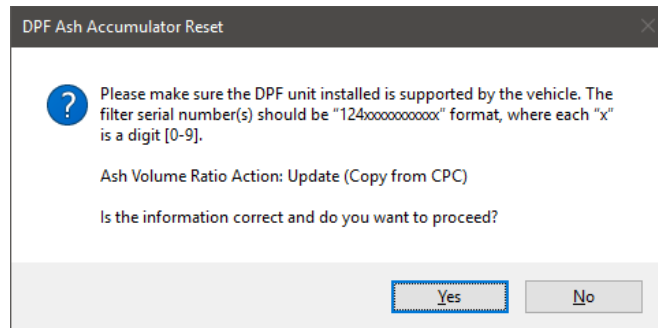 DPF Ash Accumulator Reset
Please make sure the DPF unit installed is supported by the vehicle. The
filter serial number(s) should be "124xxxxxxxxxxx" format, where each "x"
is a digit [0-9].
Ash Volume Ratio Action: Update (Copy from CPC)
Is the information correct and do you want to proceed?
Yes
No